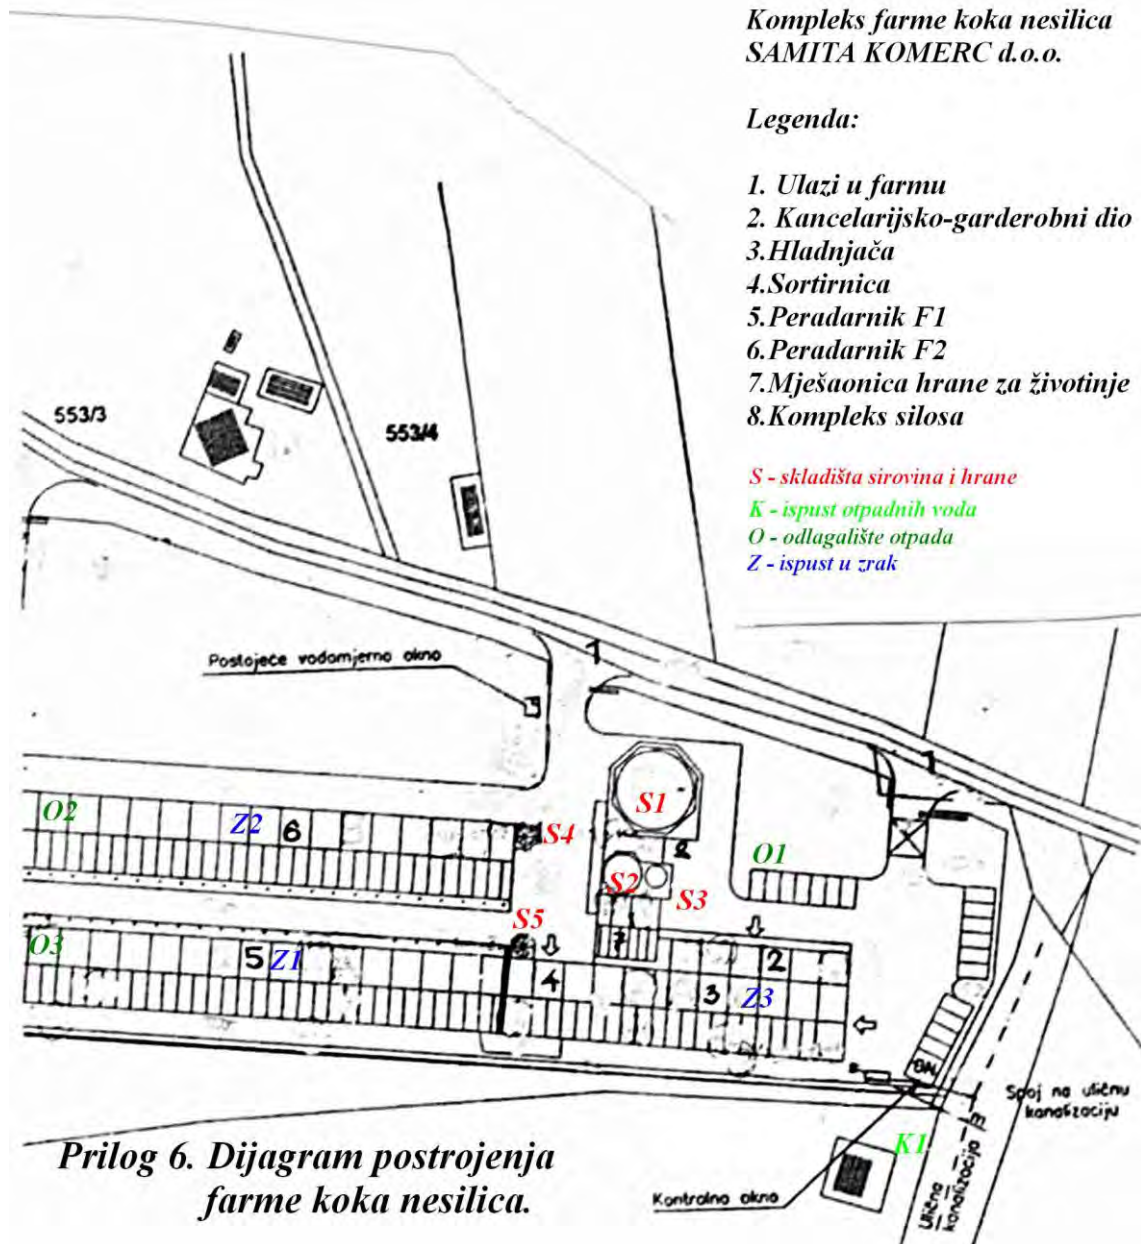 Kompleks farme koka nesilica
SAMITA KOMERC d.o.o.
Legenda:
1. Ulazi u farmu
2. Kancelarijsko-garderobni dio
3.Hladnjača
4.Sortirnica
5.Peradarnik F1
6.Peradarnik F2
7.Mješaonica hrane za životinje
8.Kompleks silosa
S - skladišta sirovina i hrane
K - ispust otpadnih voda
O - odlagalište otpada
Z - ispust u zrak
553/3
553/4
Postojeće vodomjerno okno
1
1
S1
O2
Z2
6
S4
8
O1
S2
S3
S5
O3
5
Z1
7
2
4
3
Z3
Spoj na uličnu
kanalizaciju
K1
Kontrolno okno
Ulična
kanalizacija
Prilog 6. Dijagram postrojenja
farme koka nesilica.